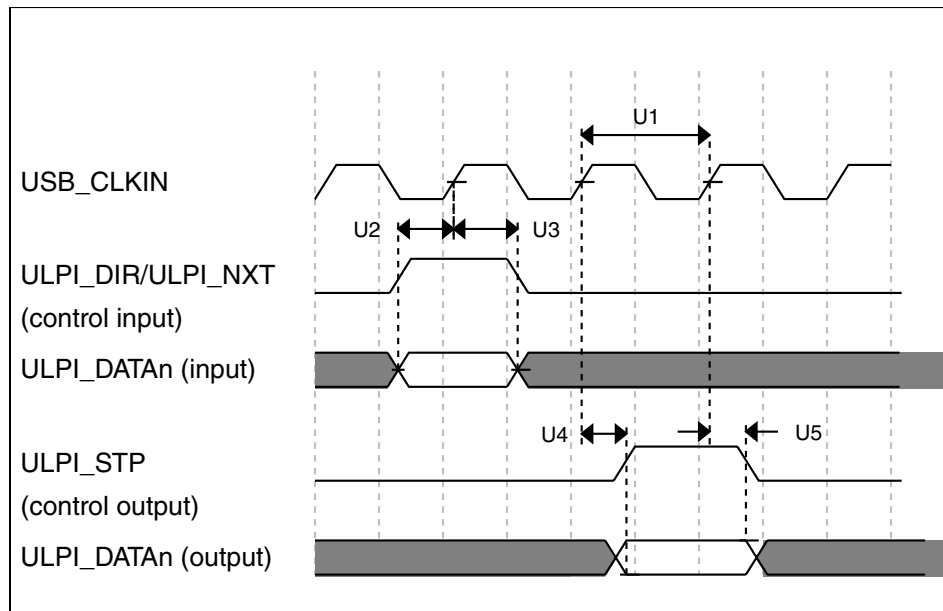 U1
USB_CLKIN
U2
U3
ULPI_DIR/ULPI_NXT
(control input)
ULPI_DATAn (input)
U4
U5
ULPI_STP
(control output)
ULPI_DATAn (output)